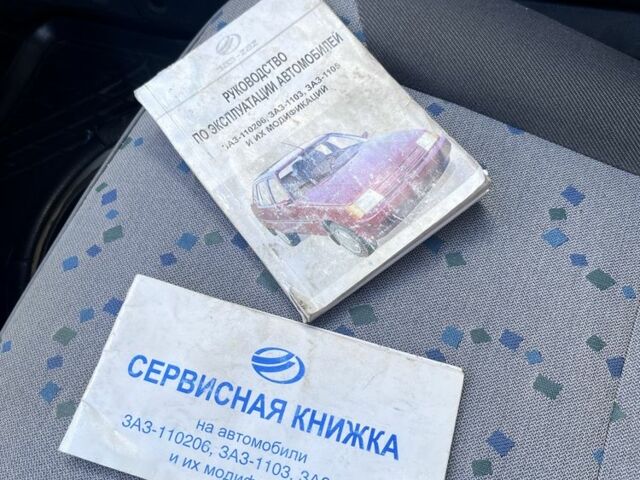 РУКОВОДСТВО
ПО ЭКСПЛУАТАЦИИ АВТОМОБИЛЕЙ
ЗАЗ-110206, ЗАЗ-1103, ЗАЗ-1105
И ИХ МОДИФИКАЦИЙ
СЕРВИСНАЯ КНИЖКА
на автомобили
ЗАЗ-110206, ЗАЗ-1103,
и их